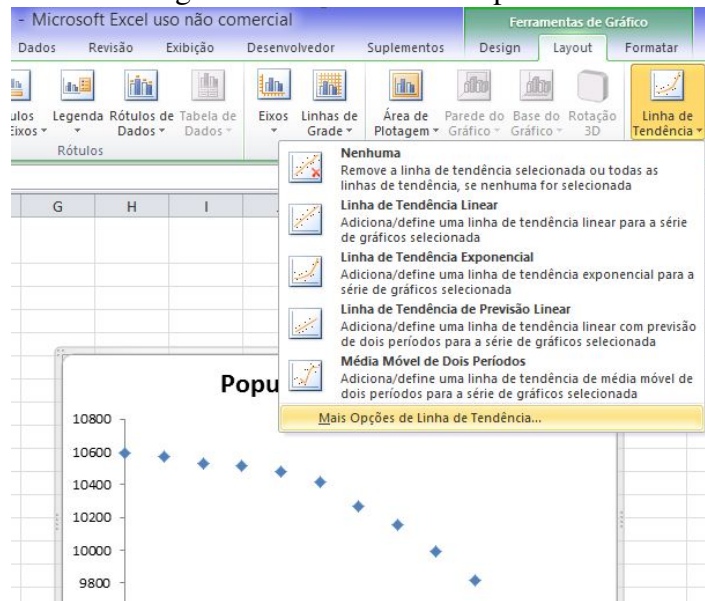 - Microsoft Excel uso não comercial
Ferramentas de Gráfico
Dados Revisão Exibição Desenvolvedor Suplementos Design Layout Formatar
Legenda Rótulos de Dados Tabela de Dados Eixos Linhas de Grade Área de Plotagem Parede do Gráfico Base do Gráfico Rotação 3D Linha de Tendência
Eixos
Rótulos
Nenhuma
Remove a linha de tendência selecionada ou todas as
linhas de tendência, se nenhuma for selecionada
Linha de Tendência Linear
Adiciona/define uma linha de tendência linear para a série
de gráficos selecionada
Linha de Tendência Exponencial
Adiciona/define uma linha de tendência exponencial para a
série de gráficos selecionada
Linha de Tendência de Previsão Linear
Adiciona/define uma linha de tendência linear com previsão
de dois períodos para a série de gráficos selecionada
Média Móvel de Dois Períodos
Adiciona/define uma linha de tendência de média móvel de
dois períodos para a série de gráficos selecionada
Mais Opções de Linha de Tendência...
G H I
Popu
10800
10600
10400
10200
10000
9800